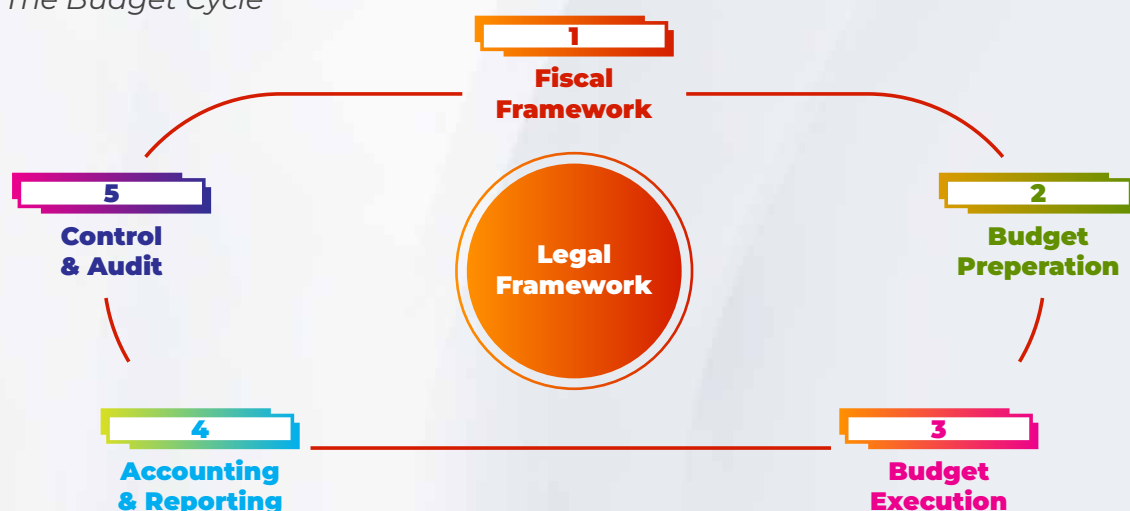 The Budget Cycle
1
Fiscal
Framework
5
Control
& Audit
2
Budget
Preperation
Legal
Framework
4
Accounting
& Reporting
3
Budget
Execution